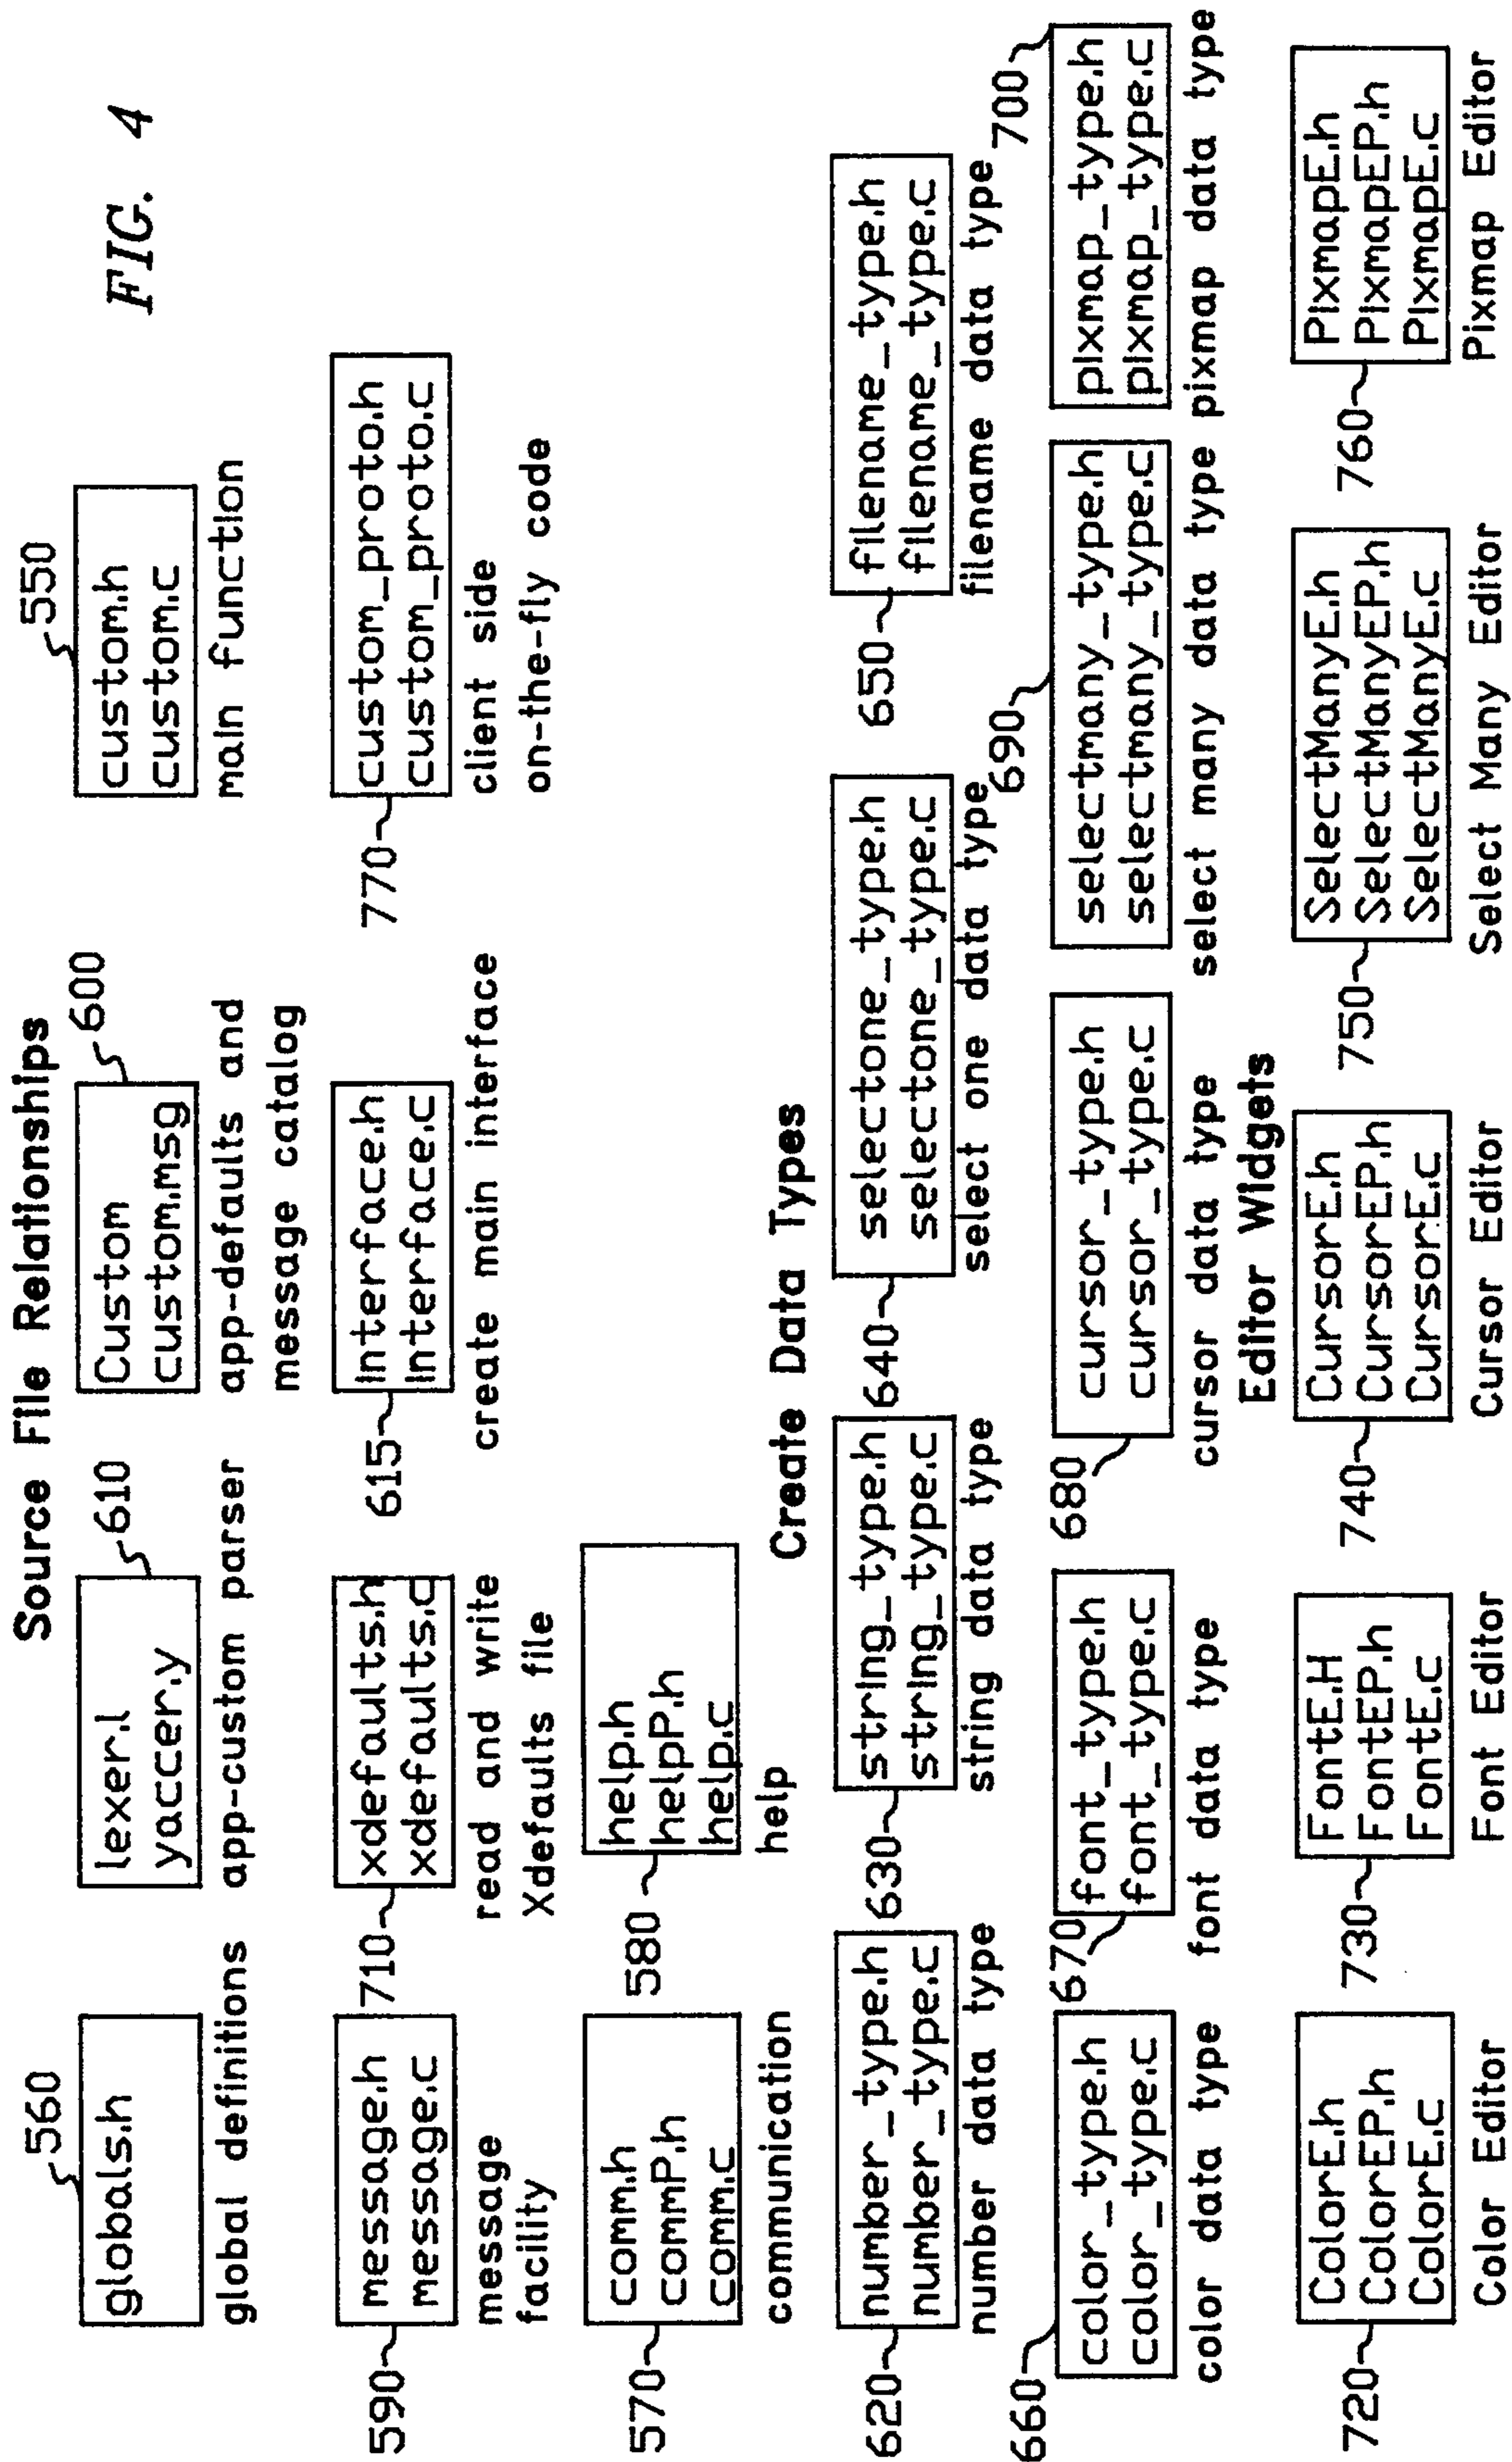 FIG. 4
Source File Relationships
560
globals.h
global definitions
610
lexer.l
yaccer.y
app-custom parser
600
Custom
custom.msg
app-defaults and
message catalog
550
custom.h
custom.c
main function
590
message.h
message.c
message
facility
710
xdefaults.h
xdefaults.c
read and write
Xdefaults file
615
interface.h
interface.c
create main interface
770
custom_proto.h
custom_proto.c
client side
on-the-fly code
570
comm.h
commP.h
comm.c
communication
580
help.h
helpP.h
help.c
help
Create Data Types
620
number_type.h
number_type.c
number data type
630
string_type.h
string_type.c
string data type
640
selectone_type.h
selectone_type.c
select one data type
650
filename_type.h
filename_type.c
filename data type
660
color_type.h
color_type.c
color data type
670
font_type.h
font_type.c
font data type
680
cursor_type.h
cursor_type.c
cursor data type
690
selectmany_type.h
selectmany_type.c
select many data type
700
pixmap_type.h
pixmap_type.c
pixmap data type
Editor Widgets
720
ColorE.h
ColorEP.h
ColorE.c
Color Editor
730
FontE.H
FontEP.h
FontE.c
Font Editor
740
CursorE.h
CursorEP.h
CursorE.c
Cursor Editor
750
SelectManyE.h
SelectManyEP.h
SelectManyE.c
Select Many Editor
760
PixmapE.h
PixmapEP.h
PixmapE.c
Pixmap Editor